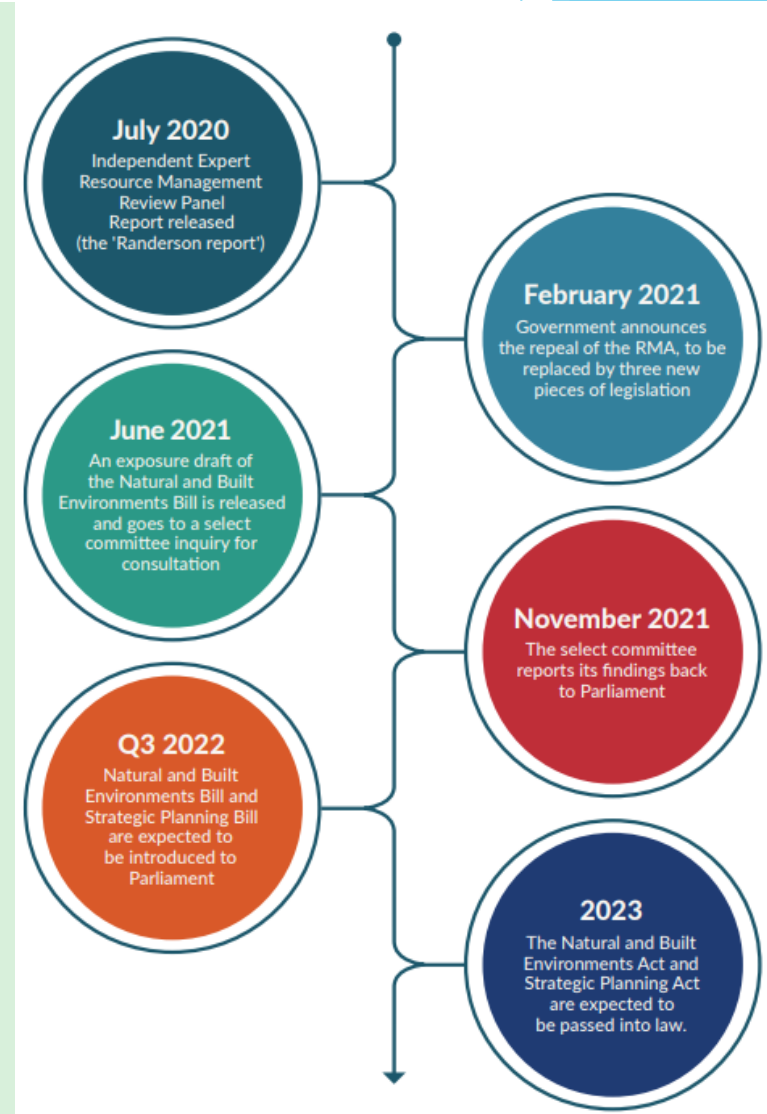 July 2020
Independent Expert
Resource Management
Review Panel
Report released
(the 'Randerson report')
February 2021
Government announces
the repeal of the RMA, to be
replaced by three new
pieces of legislation
June 2021
An exposure draft of
the Natural and Built
Environments Bill is released
and goes to a select
committee inquiry for
consultation
November 2021
The select committee
reports its findings back
to Parliament
Q3 2022
Natural and Built
Environments Bill and
Strategic Planning Bill
are expected to
be introduced to
Parliament
2023
The Natural and Built
Environments Act and
Strategic Planning Act
are expected to
be passed into law.